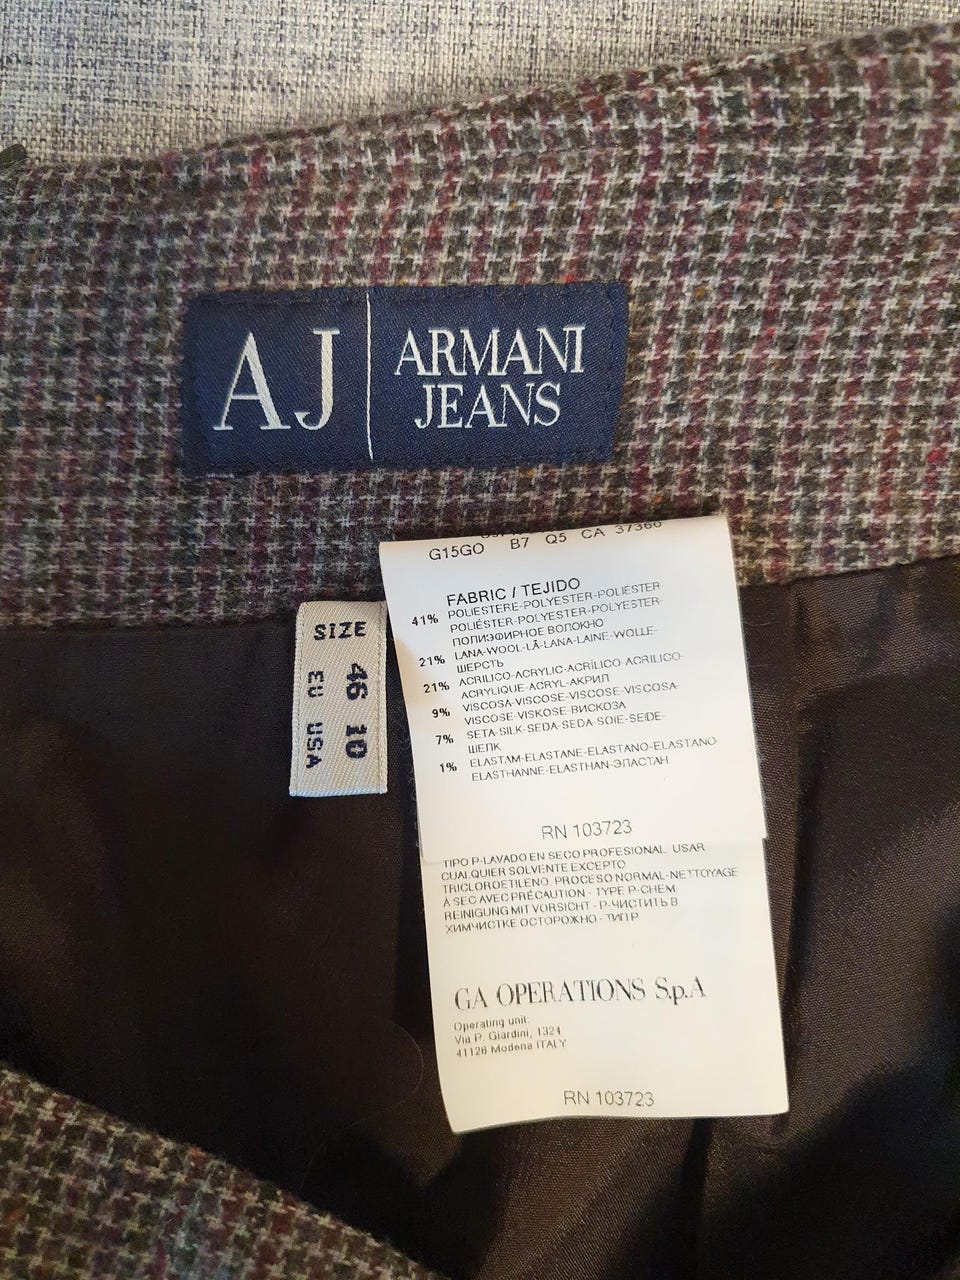 AJ
ARMANI
JEANS
G15GO B7 Q5 CA 37360
FABRIC / TEJIDO
41% POLIESTERE-POLYESTER-POLIÉSTER
POLIÉSTER-POLYESTER-POLYESTER-
ПОЛИЭФИРНОЕ ВОЛОКНО
21% LANA-WOOL-LÃ-LANA-LAINE-WOLLE-
ШЕРСТЬ
21% ACRILICO-ACRYLIC-ACRÍLICO-ACRILICO-
ACRYLIQUE-ACRYL-АКРИЛ
9% VISCOSA-VISCOSE-VISCOSE-VISCOSA-
VISCOSE-VISKOSE-ВИСКОЗА
7% SETA-SILK-SEDA-SEDA-SOIE-SEIDE-
ШЕЛК
1% ELASTAM-ELASTANE-ELASTANO-ELASTANO-
ELASTHANNE-ELASTHAN-ЭЛАСТАН
RN 103723
SIZE
46 10
EU USA
TIPO P-LAVADO EN SECO PROFESIONAL. USAR
CUALQUIER SOLVENTE EXCEPTO
TRICLOROETILENO. PROCESO NORMAL-NETTOYAGE
À SEC AVEC PRÉCAUTION - TYPE P-CHEM
REINIGUNG MIT VORSICHT - P-ЧИСТИТЬ В
ХИМЧИСТКЕ ОСТОРОЖНО - ТИП P
GA OPERATIONS S.p.A
Operating unit:
Via P. Giardini, 1324
41126 Modena ITALY
RN 103723